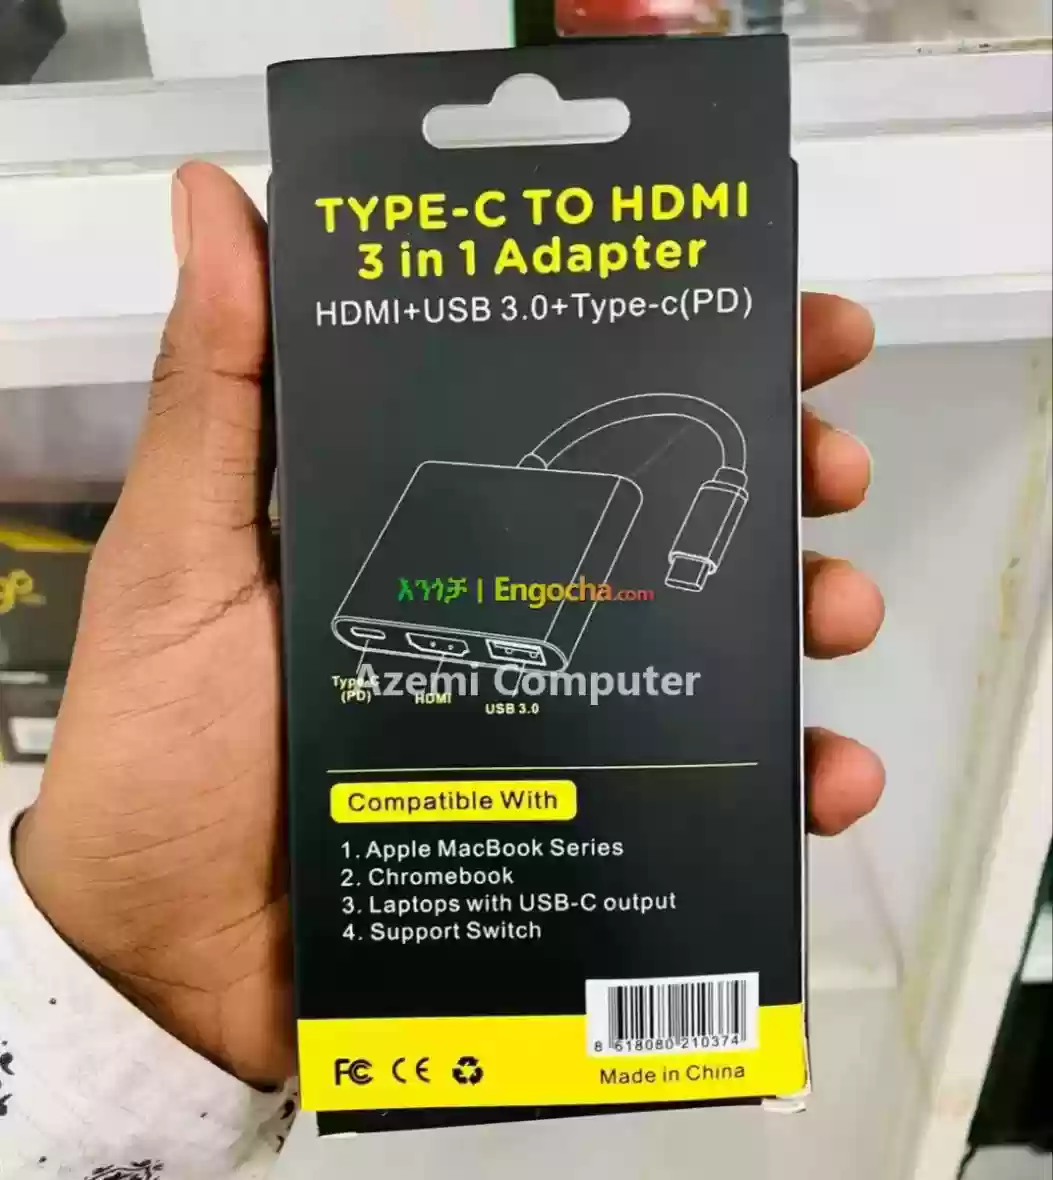 TYPE-C TO HDMI
3 in 1 Adapter
HDMI+USB 3.0+Type-c(PD)
እንጎቻ | Engocha.com
Type-C
(PD)
HDMI
USB 3.0
Azemi Computer
Compatible With
1. Apple MacBook Series
2. Chromebook
3. Laptops with USB-C output
4. Support Switch
8 618080 210374
FC CE
Made in China